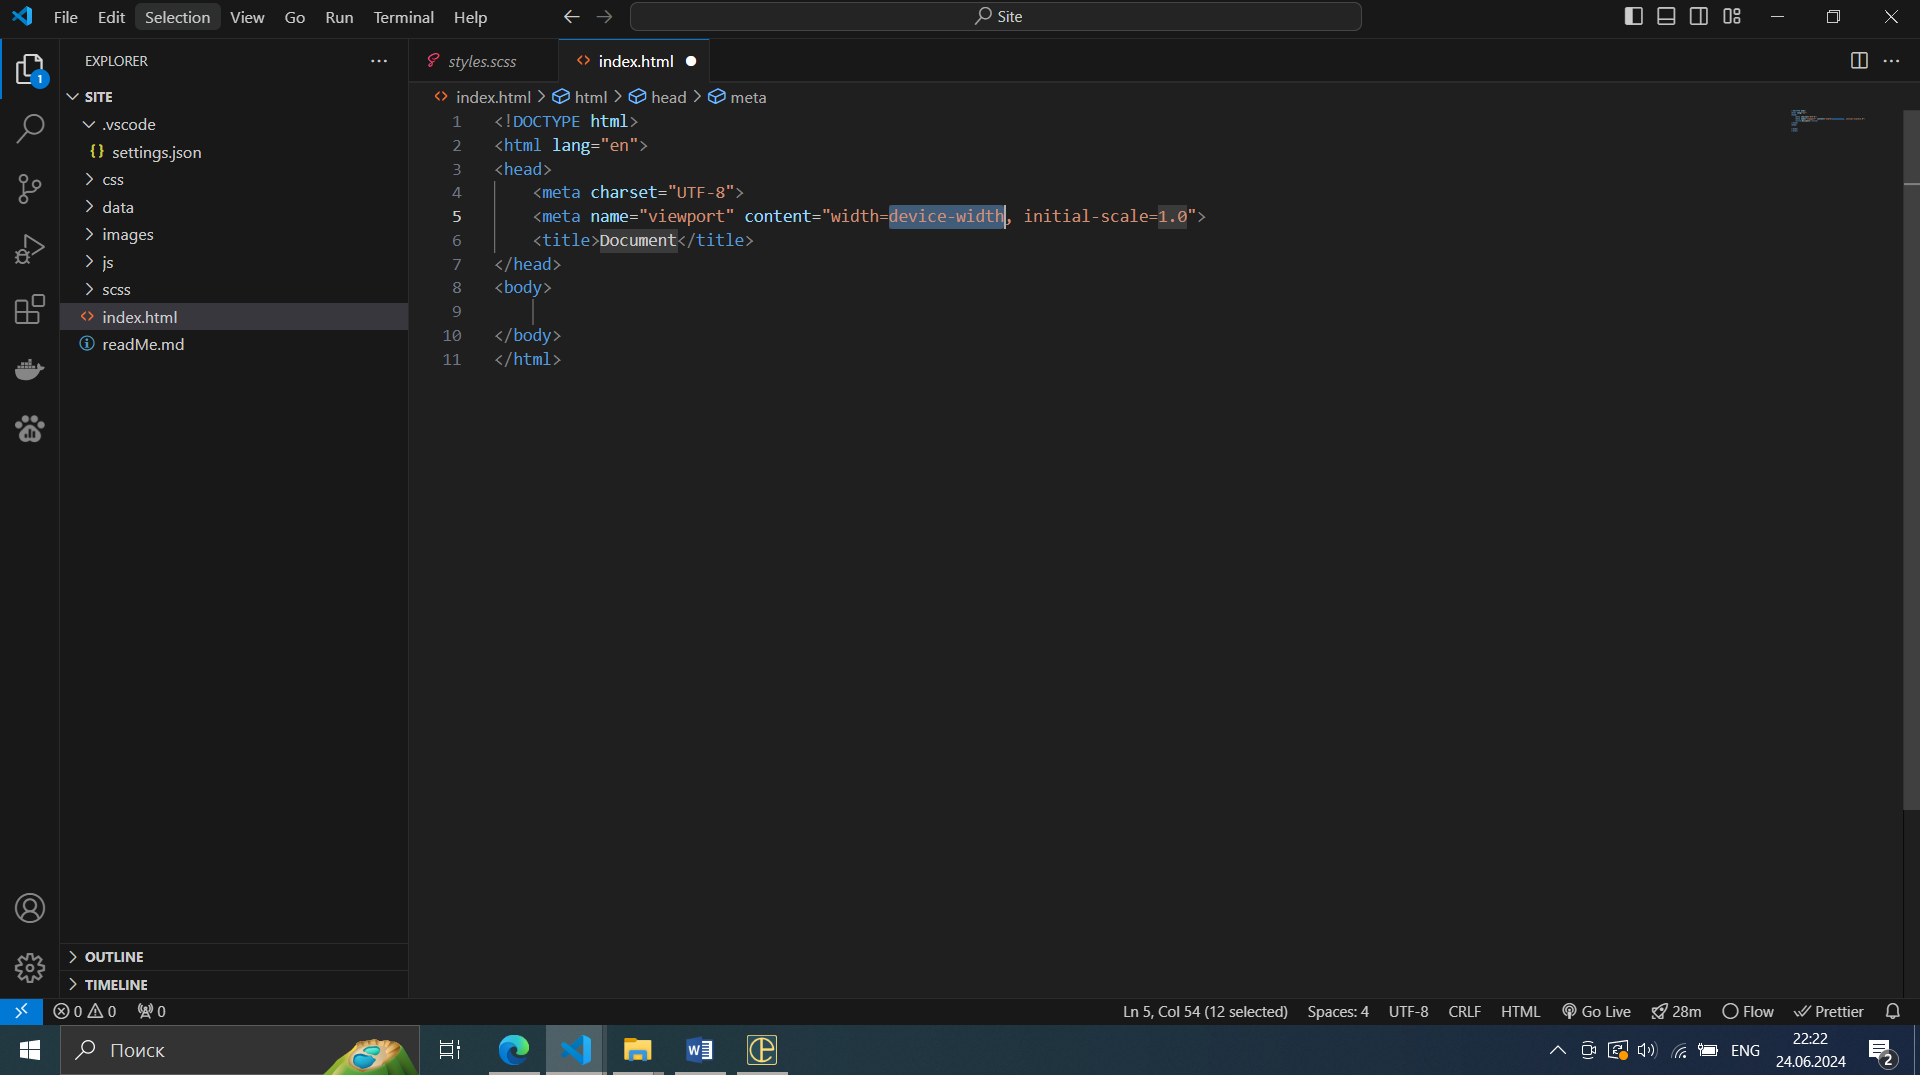 File Edit Selection View Go Run Terminal Help
Site
EXPLORER
styles.scss
index.html
SITE
index.html html head meta
.vscode
settings.json
css
data
images
js
scss
index.html
readMe.md
1 <!DOCTYPE html>
2 <html lang="en">
3 <head>
4 <meta charset="UTF-8">
5 <meta name="viewport" content="width=device-width, initial-scale=1.0">
6 <title>Document</title>
7 </head>
8 <body>
9
10 </body>
11 </html>
1
OUTLINE
TIMELINE
0 0 0
Ln 5, Col 54 (12 selected) Spaces: 4 UTF-8 CRLF HTML Go Live 28m Flow Prettier
Поиск
ENG
22:22
24.06.2024
2